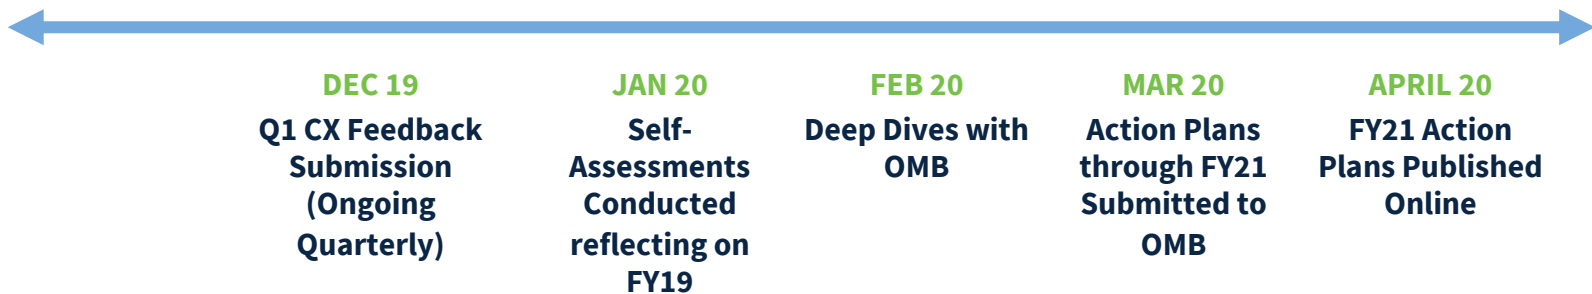 DEC 19
Q1 CX Feedback
Submission
(Ongoing
Quarterly)
JAN 20
Self-
Assessments
Conducted
reflecting on
FY19
FEB 20
Deep Dives with
OMB
MAR 20
Action Plans
through FY21
Submitted to
OMB
APRIL 20
FY21 Action
Plans Published
Online